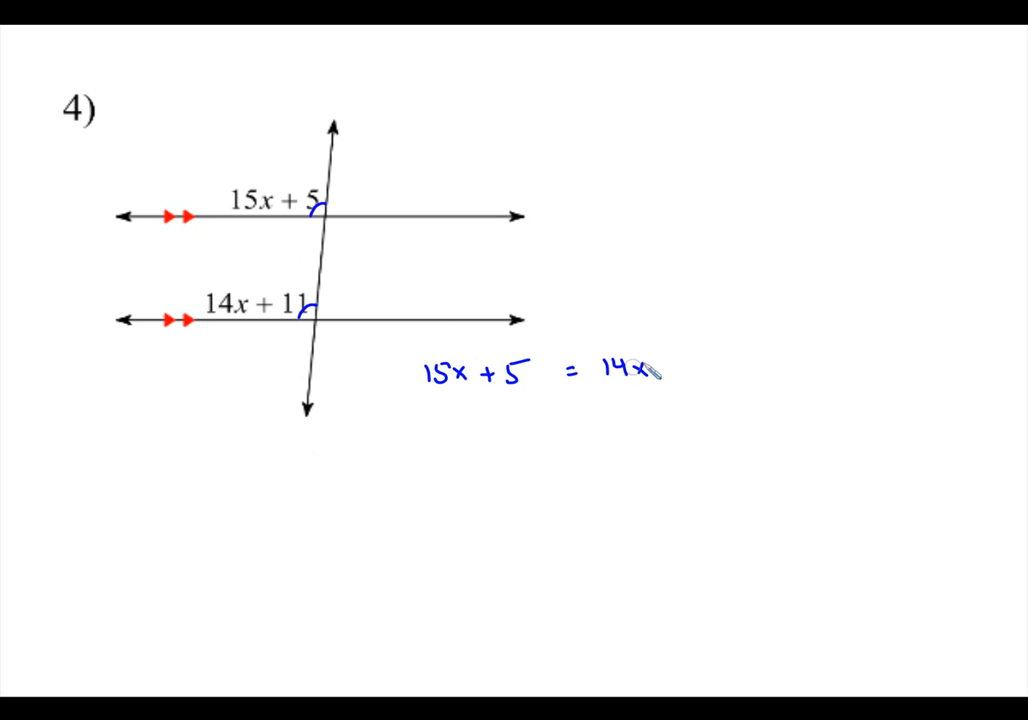 4)
15x + 5
14x + 11
15x + 5 = 14x